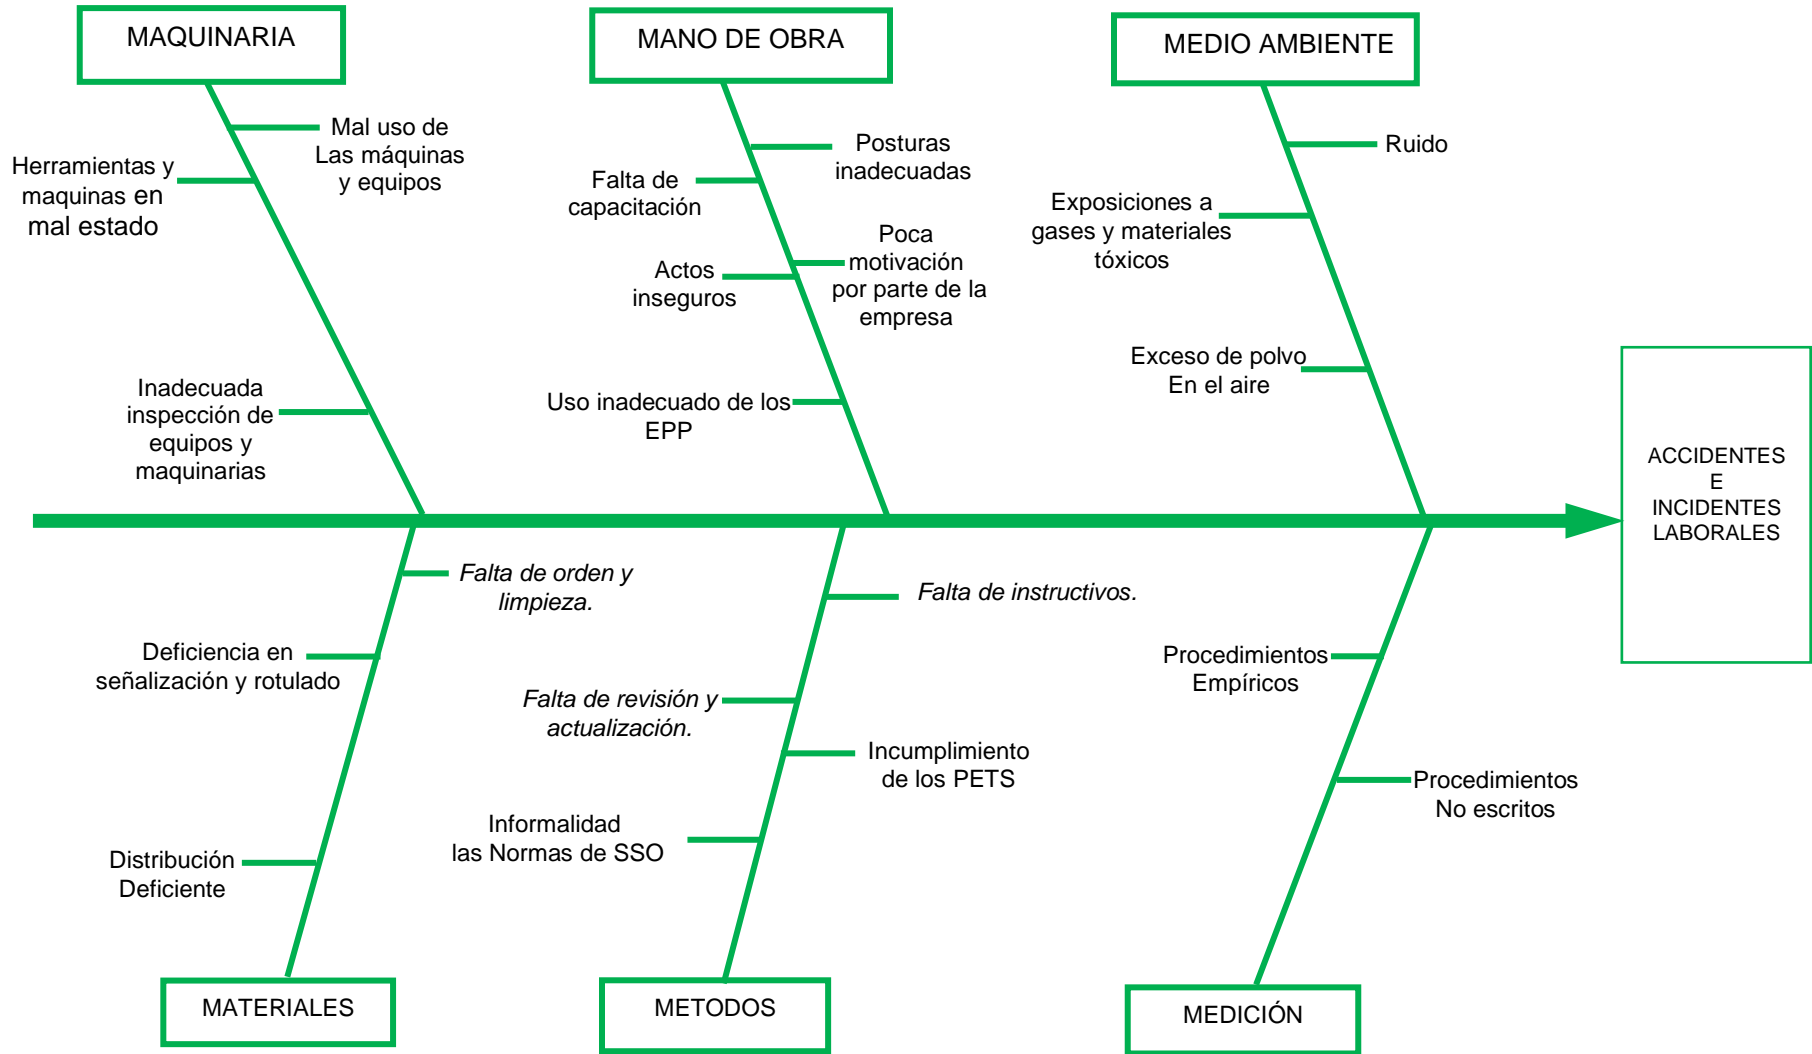 MAQUINARIA
MANO DE OBRA
MEDIO AMBIENTE
Mal uso de
Las máquinas
y equipos
Herramientas y
maquinas en
mal estado
Inadecuada
inspección de
equipos y
maquinarias
Posturas
inadecuadas
Falta de
capacitación
Poca
motivación
por parte de la
empresa
Actos
inseguros
Uso inadecuado de los
EPP
Ruido
Exposiciones a
gases y materiales
tóxicos
Exceso de polvo
En el aire
ACCIDENTES
E
INCIDENTES
LABORALES
Falta de orden y
limpieza.
Deficiencia en
señalización y rotulado
Distribución
Deficiente
Falta de instructivos.
Falta de revisión y
actualización.
Incumplimiento
de los PETS
Informalidad
las Normas de SSO
Procedimientos
Empíricos
Procedimientos
No escritos
MATERIALES
METODOS
MEDICIÓN